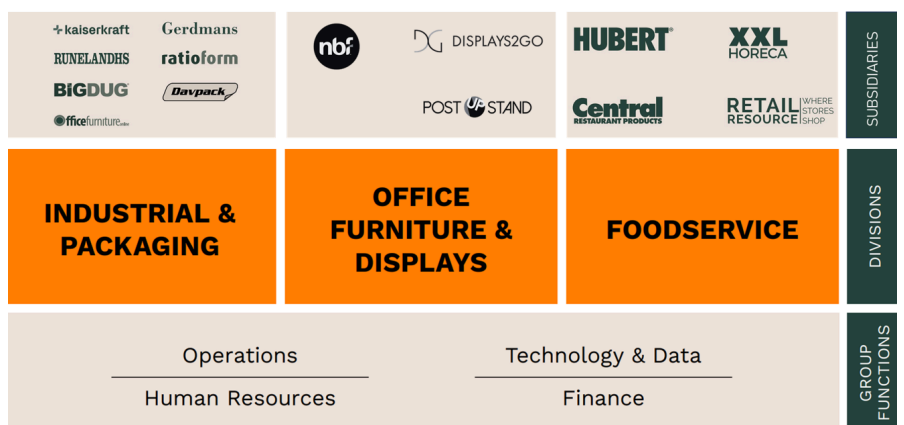 kaiserkraft
Gerdmans
RUNELANDHS
ratioform
BiGDUG
Davpack
Officefurniture.online
nbf
DISPLAYS2GO
POST UP STAND
HUBERT
XXL
HORECA
Central
RESTAURANT PRODUCTS
RETAIL
RESOURCE
WHERE
STORES
SHOP
SUBSIDIARIES
INDUSTRIAL &
PACKAGING
OFFICE
FURNITURE &
DISPLAYS
FOODSERVICE
DIVISIONS
Operations
Human Resources
Technology & Data
Finance
GROUP
FUNCTIONS